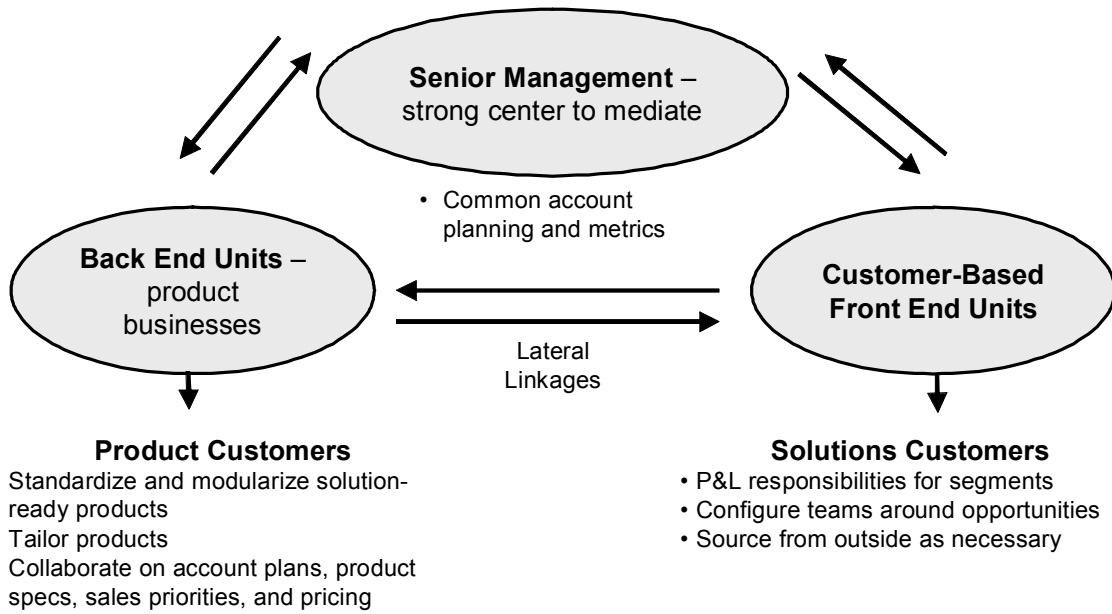 Senior Management –
strong center to mediate
• Common account
planning and metrics
Back End Units –
product
businesses
Customer-Based
Front End Units
Lateral
Linkages
Product Customers
Standardize and modularize solution-
ready products
Tailor products
Collaborate on account plans, product
specs, sales priorities, and pricing
Solutions Customers
• P&L responsibilities for segments
• Configure teams around opportunities
• Source from outside as necessary